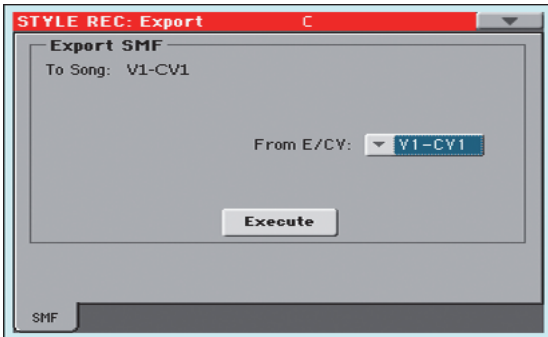 STYLE REC: Export C
Export SMF
To Song: V1-CV1
From E/CV: V1-CV1
Execute
SMF